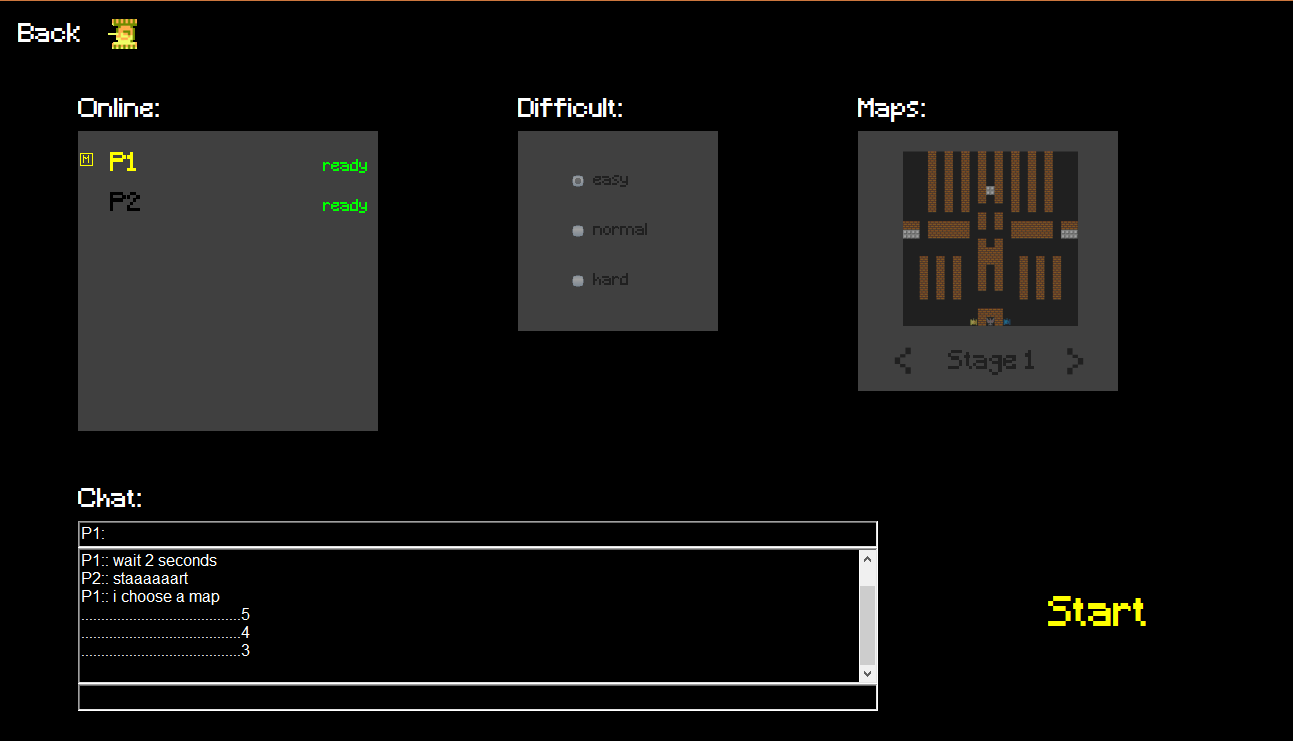 Back
Online:
M P1 ready
P2 ready
Difficult:
easy
normal
hard
Maps:
< Stage 1 >
Chat:
P1:
P1:: wait 2 seconds
P2:: staaaaaart
P1:: i choose a map
........................................5
........................................4
........................................3
Start